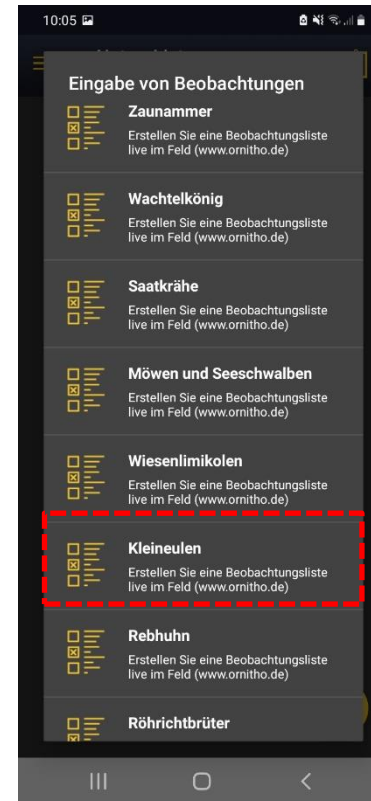 10:05
Eingabe von Beobachtungen
Zaunammer
Erstellen Sie eine Beobachtungsliste
live im Feld (www.ornitho.de)
Wachtelkönig
Erstellen Sie eine Beobachtungsliste
live im Feld (www.ornitho.de)
Saatkrähe
Erstellen Sie eine Beobachtungsliste
live im Feld (www.ornitho.de)
Möwen und Seeschwalben
Erstellen Sie eine Beobachtungsliste
live im Feld (www.ornitho.de)
Wiesenlimikolen
Erstellen Sie eine Beobachtungsliste
live im Feld (www.ornitho.de)
Kleineulen
Erstellen Sie eine Beobachtungsliste
live im Feld (www.ornitho.de)
Rebhuhn
Erstellen Sie eine Beobachtungsliste
live im Feld (www.ornitho.de)
Röhrichtbrüter